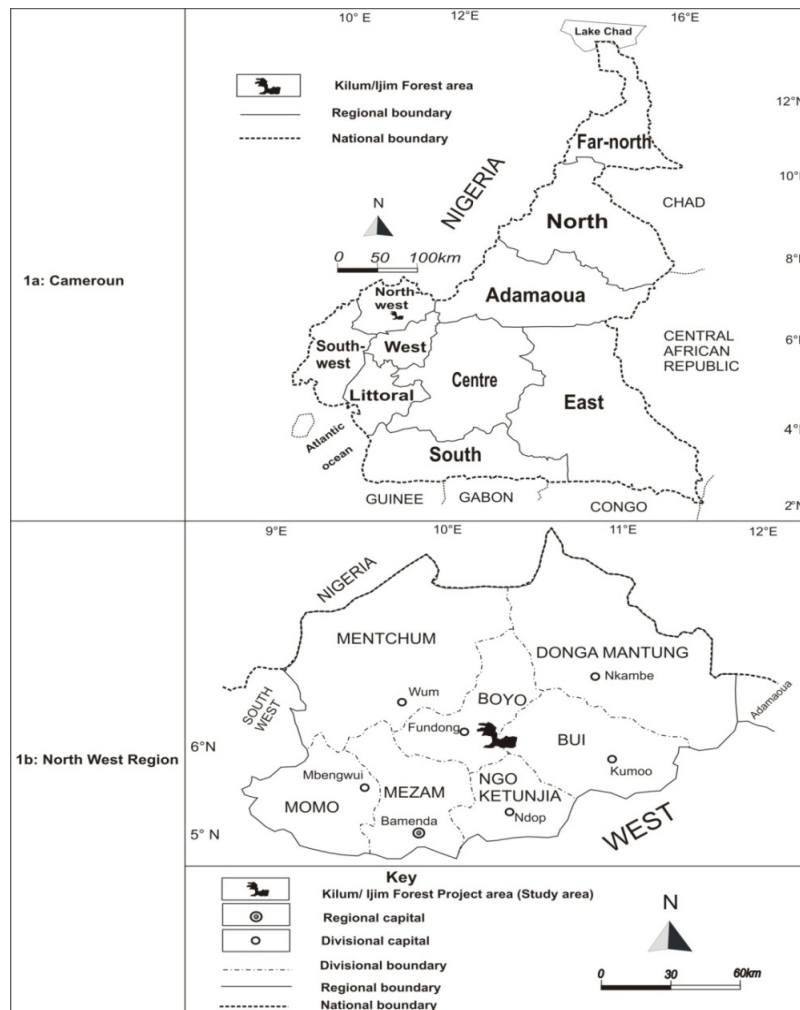 10° E
12°E
16°E
Lake Chad
Kilum/Ijim Forest area
Regional boundary
National boundary
12°N
Far-north
10°N
NIGERIA
CHAD
N
North
0 50 100km
8°N
1a: Cameroun
North-
west
Adamaoua
6°N
CENTRAL
AFRICAN
REPUBLIC
South-
west
West
Centre
Littoral
East
4°N
Atlantic
ocean
South
GUINEE
GABON
CONGO
2°N
9°E
10°E
11°E
12°E
NIGERIA
MENTCHUM
DONGA MANTUNG
Nkambe
SOUTH
WEST
Wum
BOYO
Adamaoua
Fundong
6°N
BUI
1b: North West Region
Kumoo
Mbengwui
MEZAM
NGO
KETUNJIA
MOMO
Ndop
WEST
Bamenda
5° N
Key
Kilum/ Ijim Forest Project area (Study area)
Regional capital
Divisional capital
Divisional boundary
Regional boundary
National boundary
N
0 30 60km